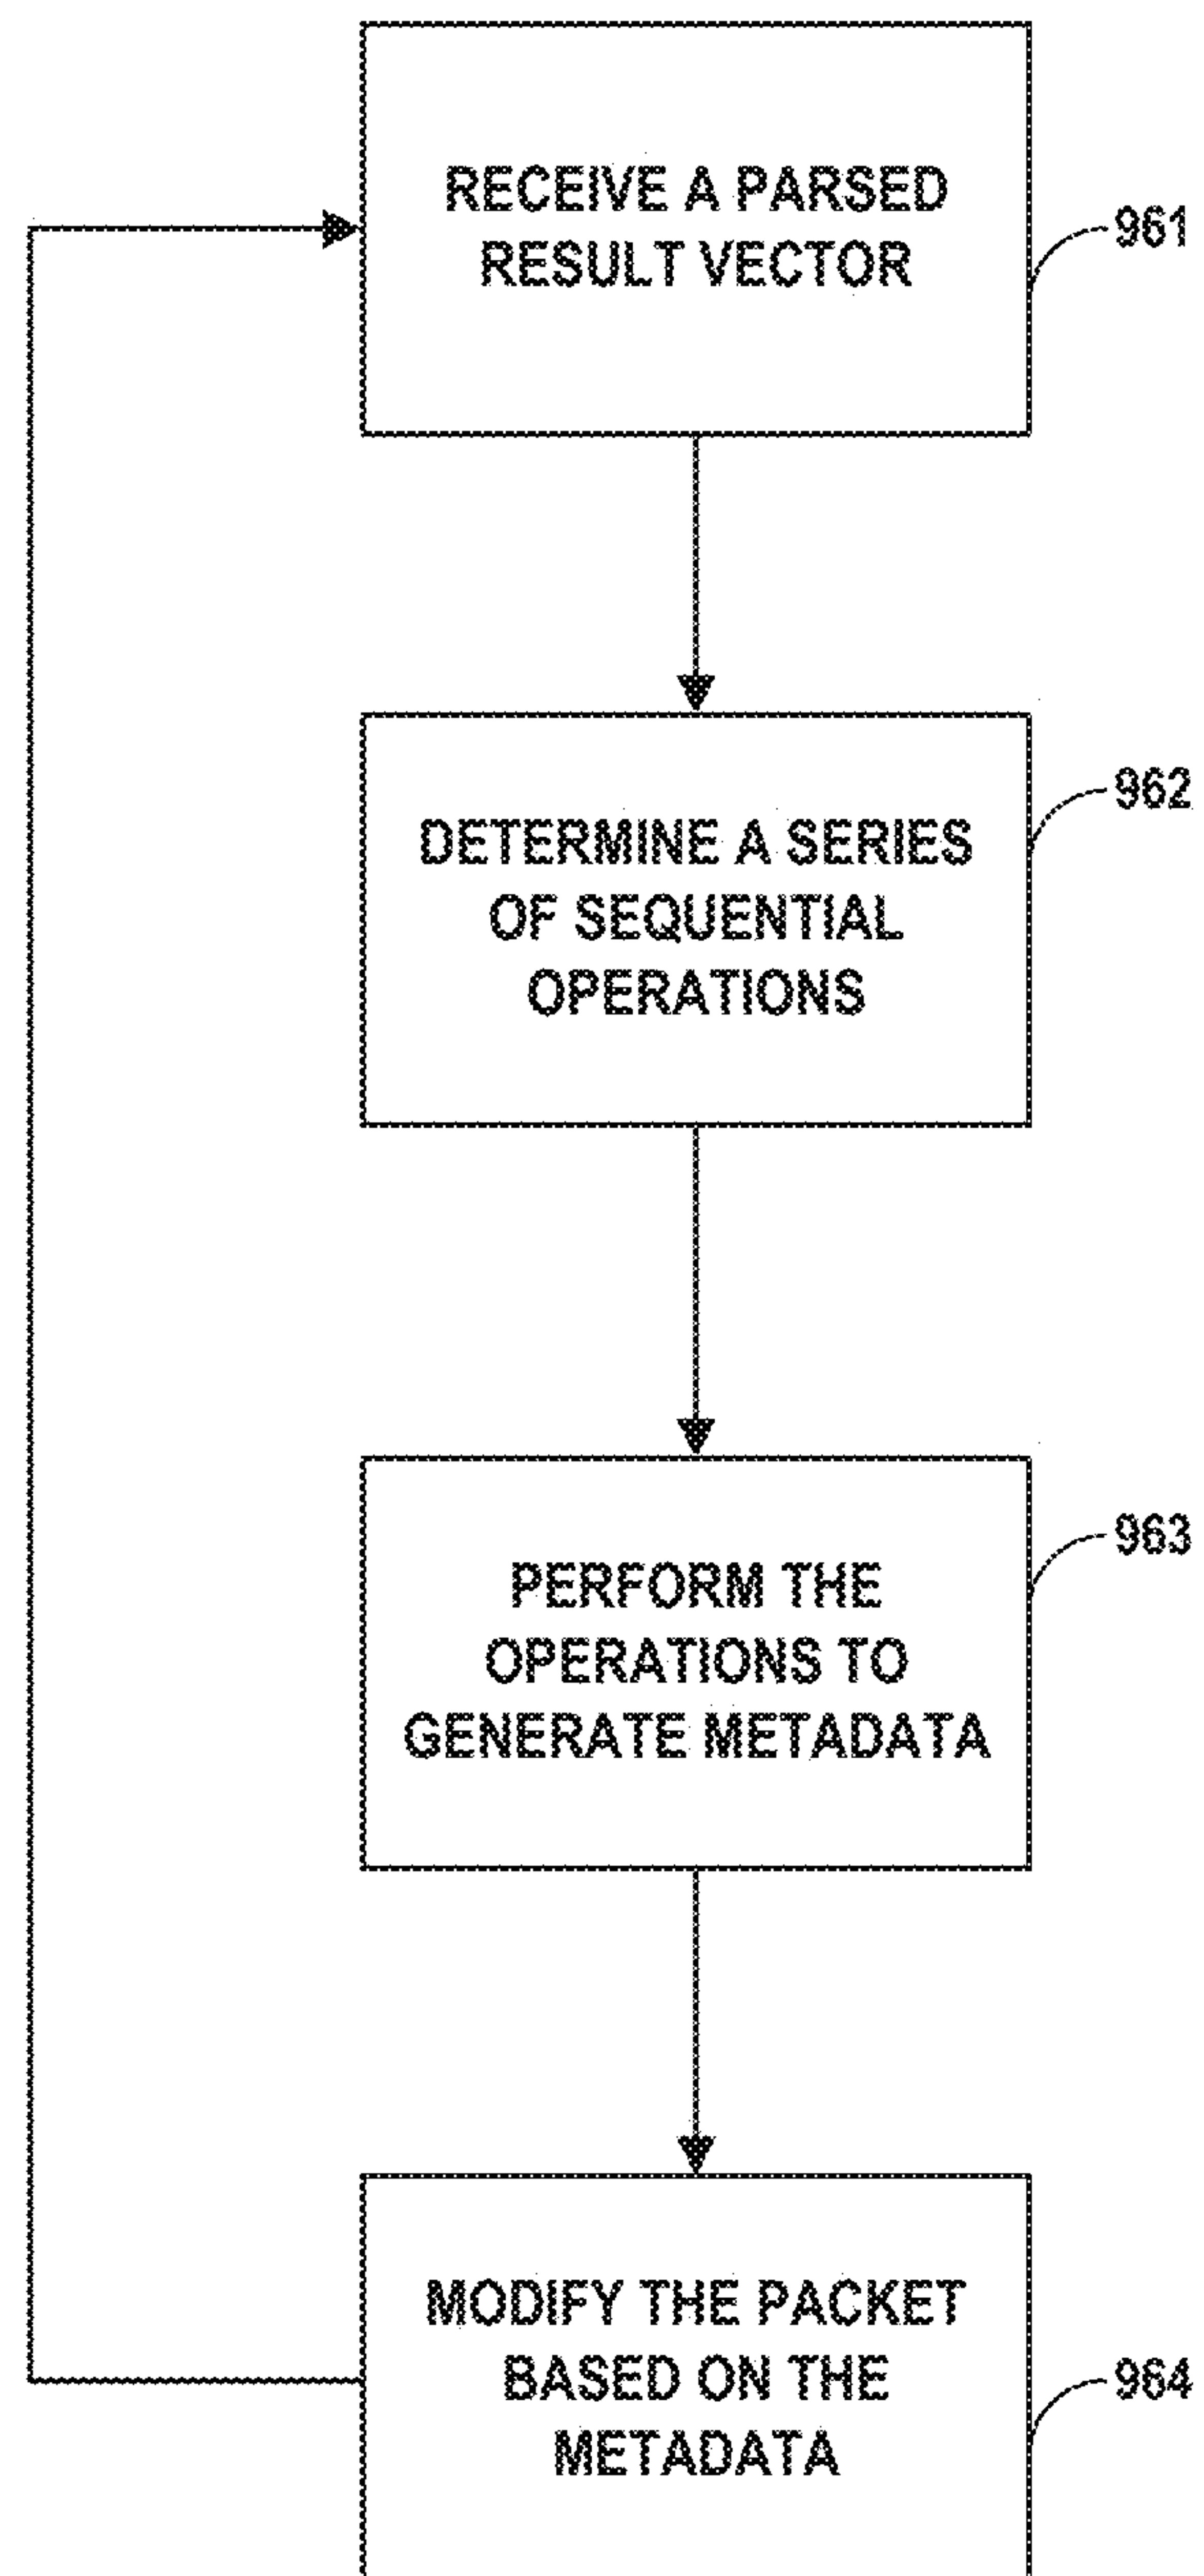 RECEIVE A PARSED
RESULT VECTOR
961
DETERMINE A SERIES
OF SEQUENTIAL
OPERATIONS
962
PERFORM THE
OPERATIONS TO
GENERATE METADATA
963
MODIFY THE PACKET
BASED ON THE
METADATA
964